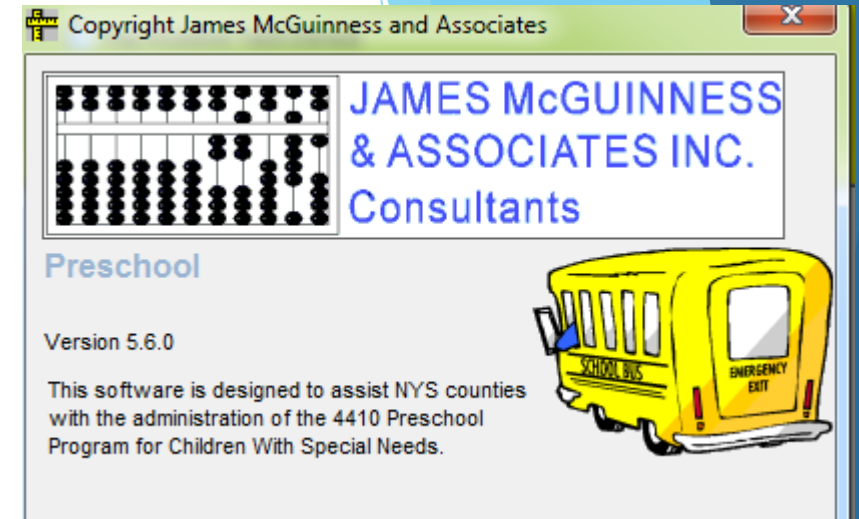 Copyright James McGuinness and Associates
JAMES McGUINNESS
& ASSOCIATES INC.
Consultants
Preschool
Version 5.6.0
This software is designed to assist NYS counties
with the administration of the 4410 Preschool
Program for Children With Special Needs.
SCHOOL BUS
EMERGENCY
EXIT